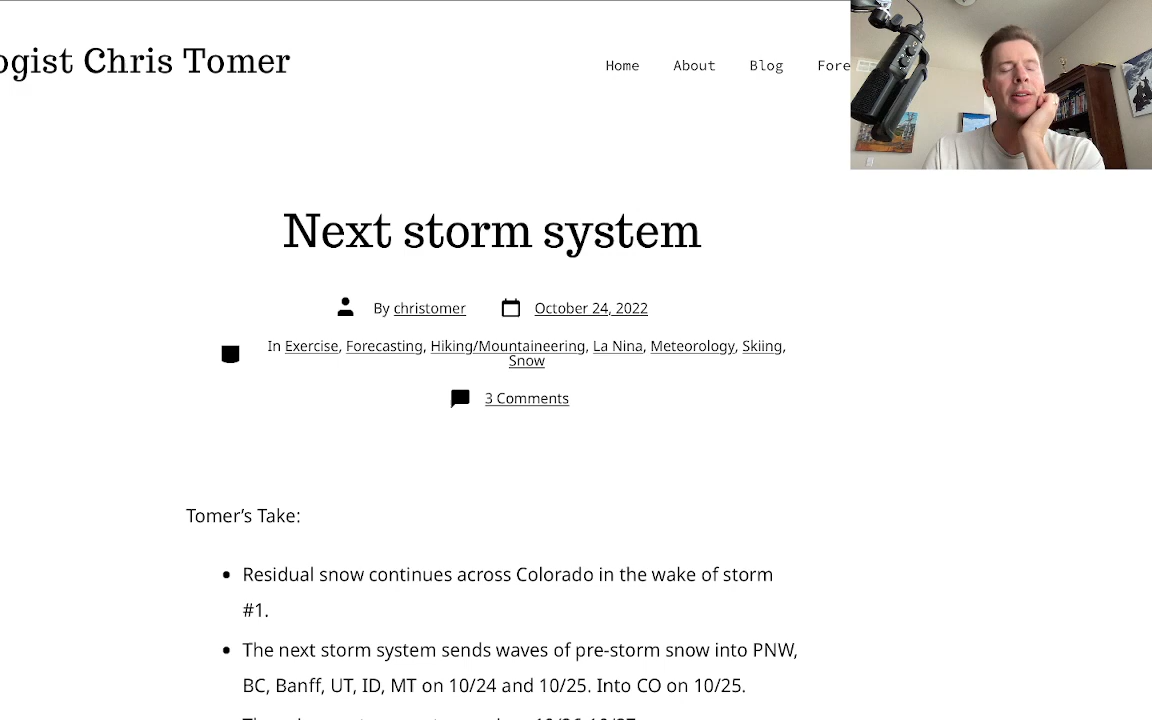 ogist Chris Tomer
Home About Blog Fore
Next storm system
By christomer October 24, 2022
In Exercise, Forecasting, Hiking/Mountaineering, La Nina, Meteorology, Skiing,
Snow
3 Comments
Tomer's Take:
• Residual snow continues across Colorado in the wake of storm
#1.
• The next storm system sends waves of pre-storm snow into PNW,
BC, Banff, UT, ID, MT on 10/24 and 10/25. Into CO on 10/25.